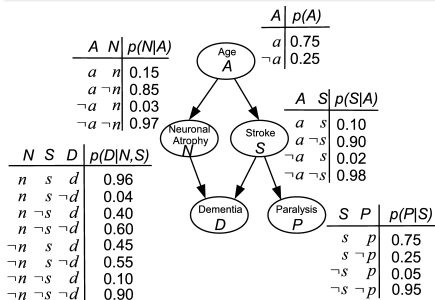 A p(A)
a 0.75
¬a 0.25
A N p(N|A)
a n 0.15
a ¬n 0.85
¬a n 0.03
¬a ¬n 0.97
Age
A
A S p(S|A)
a s 0.10
a ¬s 0.90
¬a s 0.02
¬a ¬s 0.98
Neuronal
Atrophy
N
Stroke
S
N S D p(D|N,S)
n s d 0.96
n s ¬d 0.04
n ¬s d 0.40
n ¬s ¬d 0.60
¬n s d 0.45
¬n s ¬d 0.55
¬n ¬s d 0.10
¬n ¬s ¬d 0.90
Dementia
D
Paralysis
P
S P p(P|S)
s p 0.75
s ¬p 0.25
¬s p 0.05
¬s ¬p 0.95